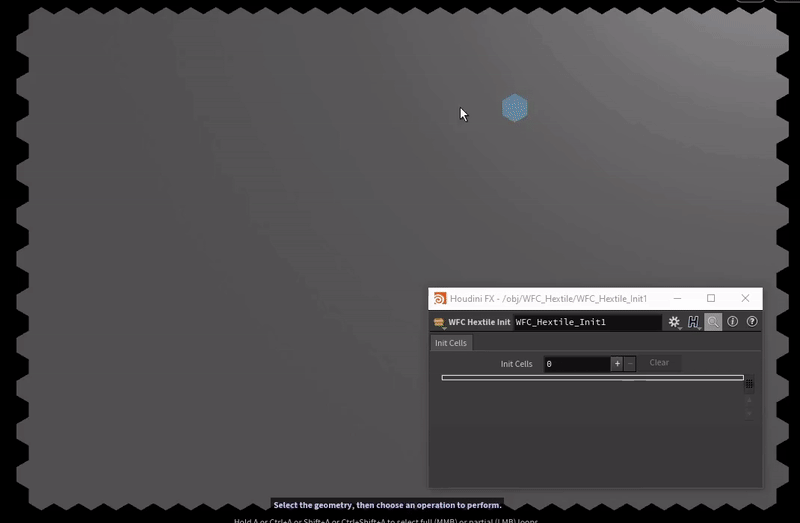 Houdini FX - /obj/WFC_Hextile/WFC_Hextile_Init1
WFC Hextile Init WFC_Hextile_Init1
Init Cells
Init Cells 0 + - Clear
Select the geometry, then choose an operation to perform.
Hold A or Ctrl+A or Shift+A or Ctrl+Shift+A to select full (MMB) or partial (LMB) loops